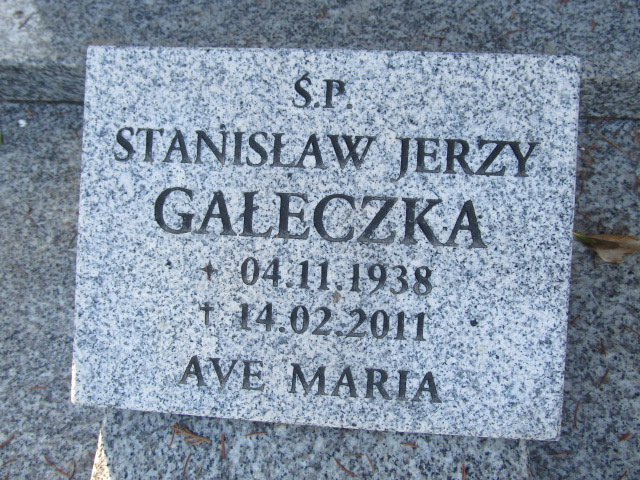 Ś.P.
STANISŁAW JERZY
GAŁECZKA
+ 04.11.1938
† 14.02.2011
AVE MARIA